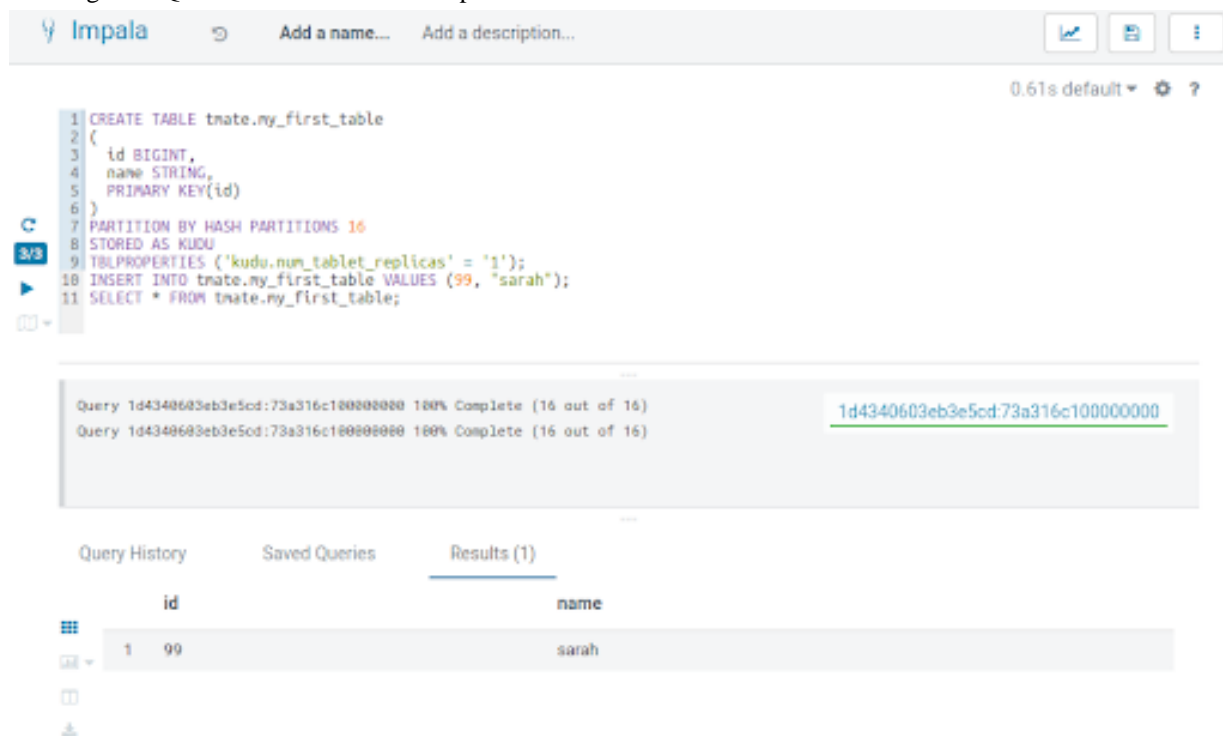 Impala Add a name... Add a description...
0.61s default ?
1 CREATE TABLE tmate.my_first_table
2 (
3 id BIGINT,
4 name STRING,
5 PRIMARY KEY(id)
6 )
7 PARTITION BY HASH PARTITIONS 16
8 STORED AS KUDU
9 TBLPROPERTIES ('kudu.num_tablet_replicas' = '1');
10 INSERT INTO tmate.my_first_table VALUES (99, "sarah");
11 SELECT * FROM tmate.my_first_table;
3/3
Query 1d4340603eb3e5cd:73a316c100000000 100% Complete (16 out of 16)
1d4340603eb3e5cd:73a316c100000000
Query 1d4340603eb3e5cd:73a316c100000000 100% Complete (16 out of 16)
Query History Saved Queries Results (1)
id name
1 99 sarah